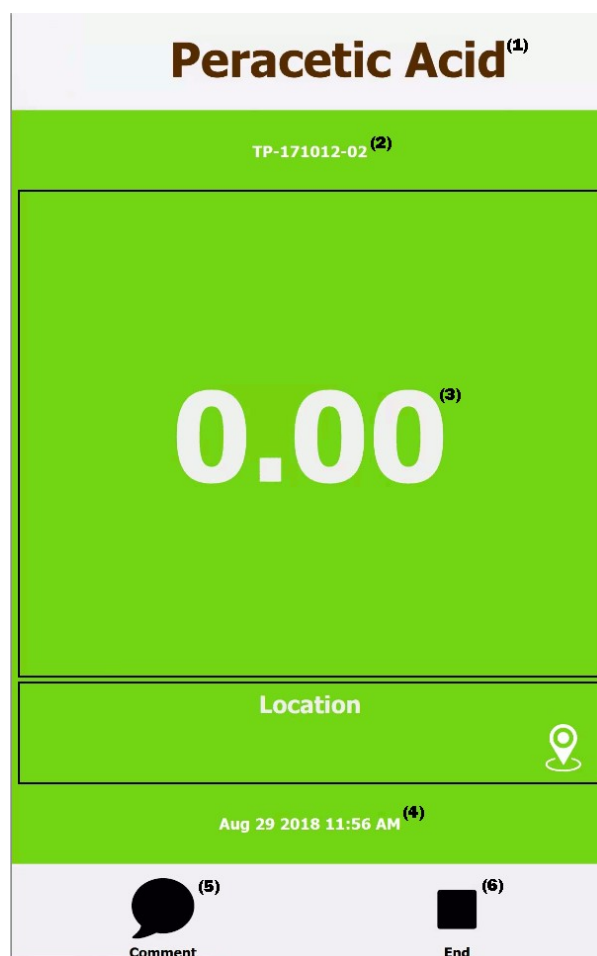 Peracetic Acid(1)
TP-171012-02(2)
0.00(3)
Location
Aug 29 2018 11:56 AM(4)
(5) (6)
Comment End